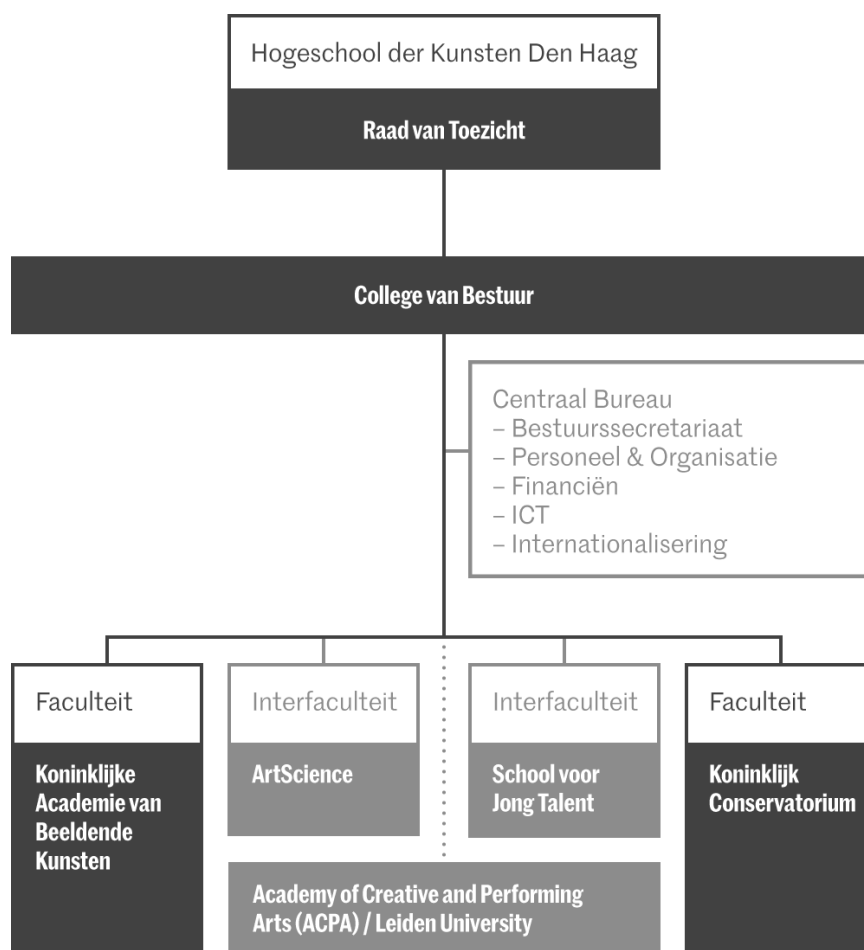 Hogeschool der Kunsten Den Haag
Raad van Toezicht
College van Bestuur
Centraal Bureau
– Bestuurssecretariaat
– Personeel & Organisatie
– Financiën
– ICT
– Internationalisering
Faculteit
Koninklijke
Academie van
Beeldende
Kunsten
Interfaculteit
ArtScience
Interfaculteit
School voor
Jong Talent
Faculteit
Koninklijk
Conservatorium
Academy of Creative and Performing
Arts (ACPA) / Leiden University